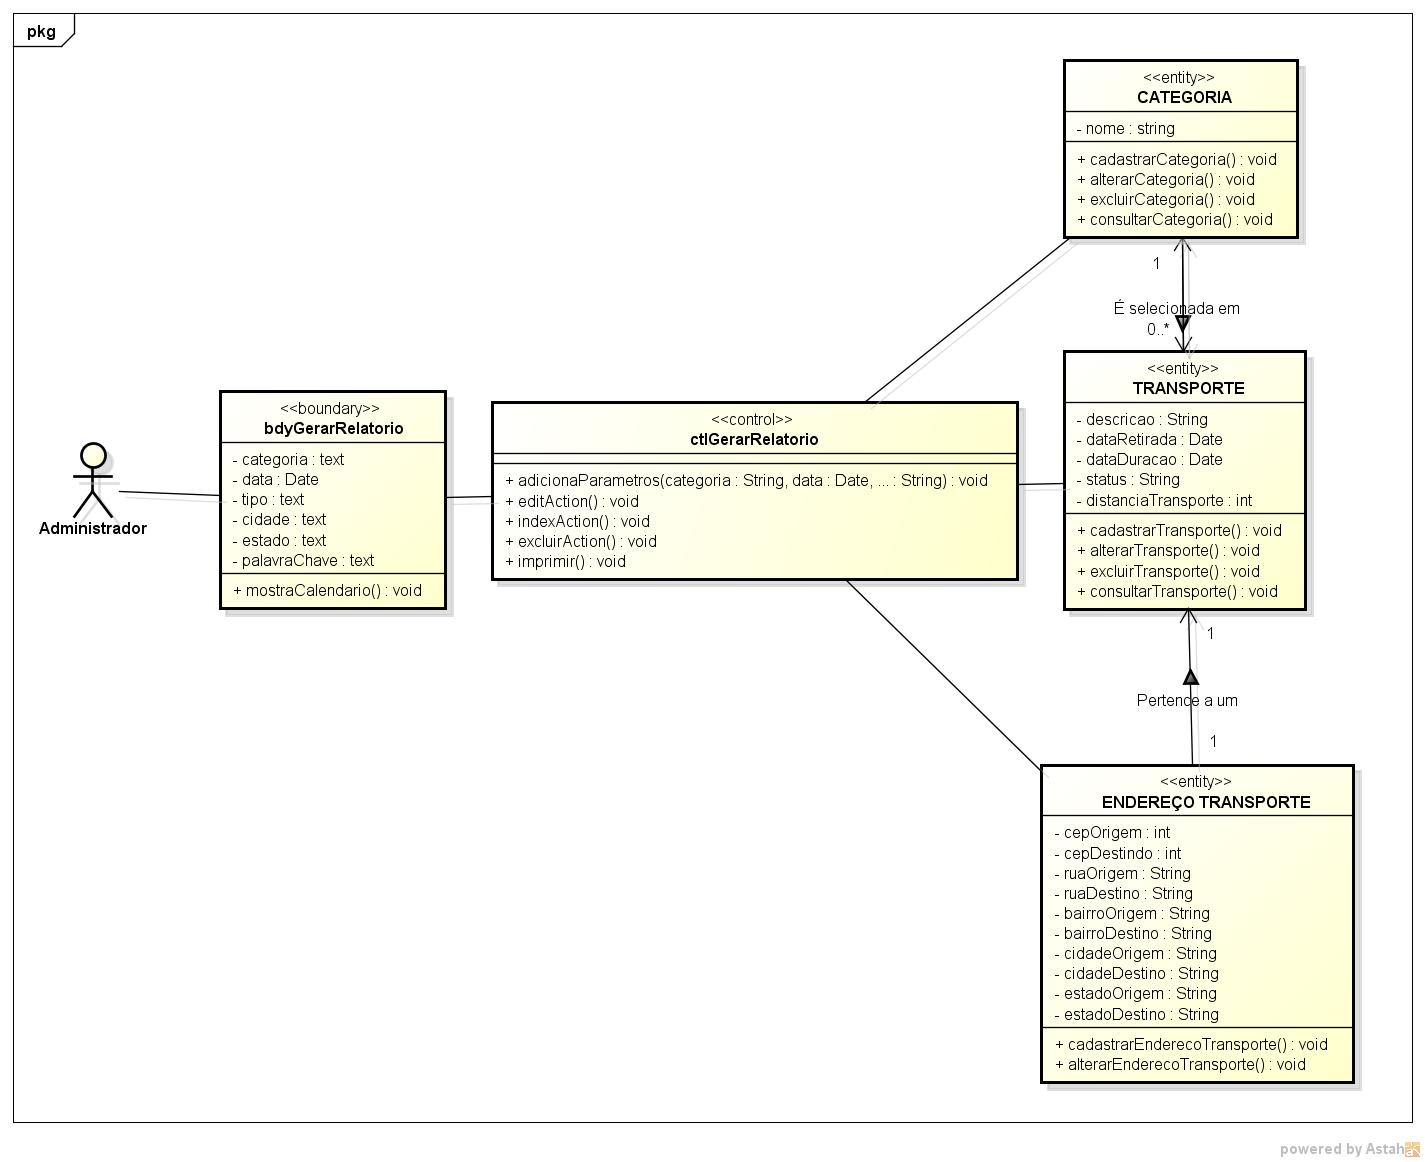 pkg
<<entity>>
CATEGORIA
- nome : string
+ cadastrarCategoria() : void
+ alterarCategoria() : void
+ excluirCategoria() : void
+ consultarCategoria() : void
1
É selecionada em
0..*
<<entity>>
TRANSPORTE
- descricao : String
- dataRetirada : Date
- dataDuracao : Date
- status : String
- distanciaTransporte : int
+ cadastrarTransporte() : void
+ alterarTransporte() : void
+ excluirTransporte() : void
+ consultarTransporte() : void
<<boundary>>
bdyGerarRelatorio
- categoria : text
- data : Date
- tipo : text
- cidade : text
- estado : text
- palavraChave : text
+ mostraCalendario() : void
<<control>>
ctlGerarRelatorio
+ adicionaParametros(categoria : String, data : Date, ... : String) : void
+ editAction() : void
+ indexAction() : void
+ excluirAction() : void
+ imprimir() : void
Administrador
1
Pertence a um
1
<<entity>>
ENDEREÇO TRANSPORTE
- cepOrigem : int
- cepDestindo : int
- ruaOrigem : String
- ruaDestino : String
- bairroOrigem : String
- bairroDestino : String
- cidadeOrigem : String
- cidadeDestino : String
- estadoOrigem : String
- estadoDestino : String
+ cadastrarEnderecoTransporte() : void
+ alterarEnderecoTransporte() : void
powered by Astah